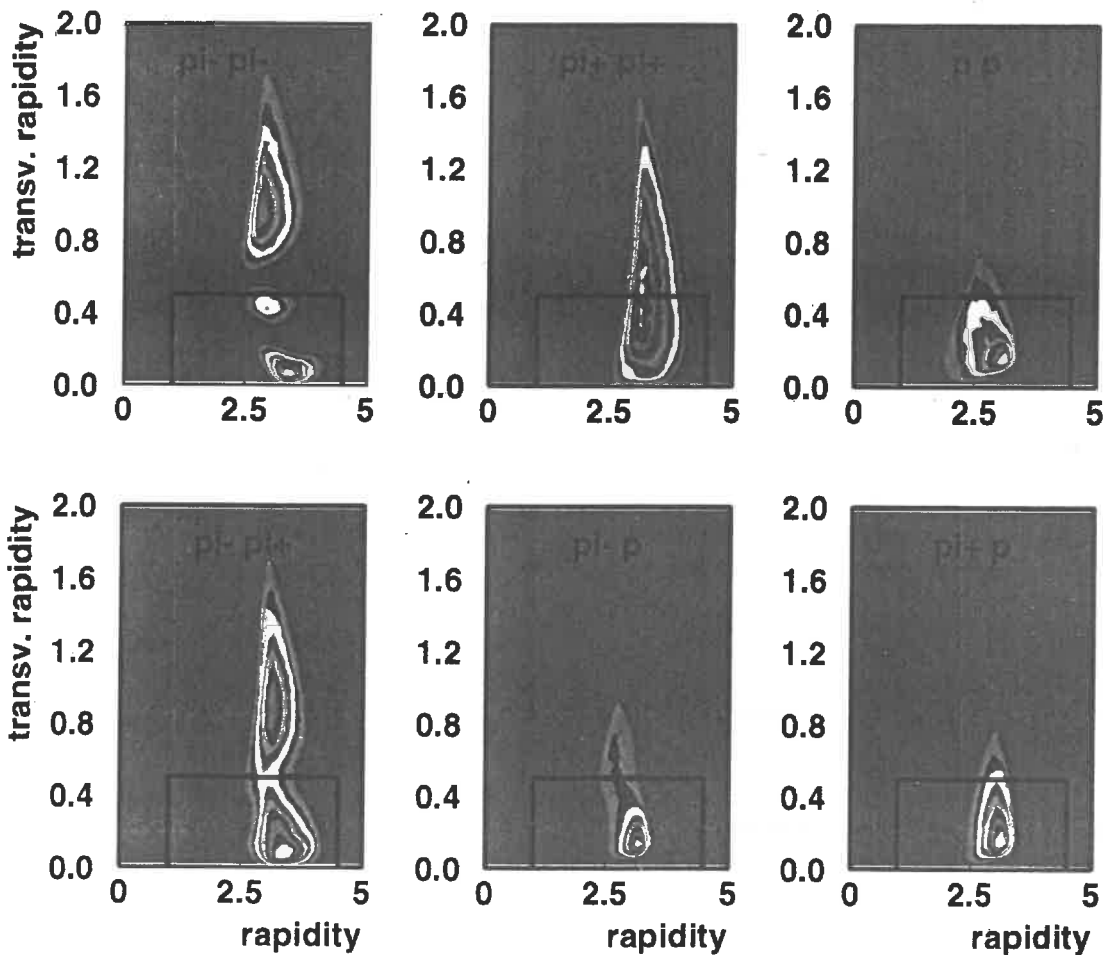 2.0 2.0 2.0
pi- pi- pi+ pi+ p p
1.6 1.6 1.6
1.2 1.2 1.2
0.8 0.8 0.8
0.4 0.4 0.4
0.0 0.0 0.0
transv. rapidity
0 2.5 5 0 2.5 5 0 2.5 5
2.0 2.0 2.0
pi- pi+ pi- p pi+ p
1.6 1.6 1.6
1.2 1.2 1.2
0.8 0.8 0.8
0.4 0.4 0.4
0.0 0.0 0.0
transv. rapidity
0 2.5 5 0 2.5 5 0 2.5 5
rapidity rapidity rapidity